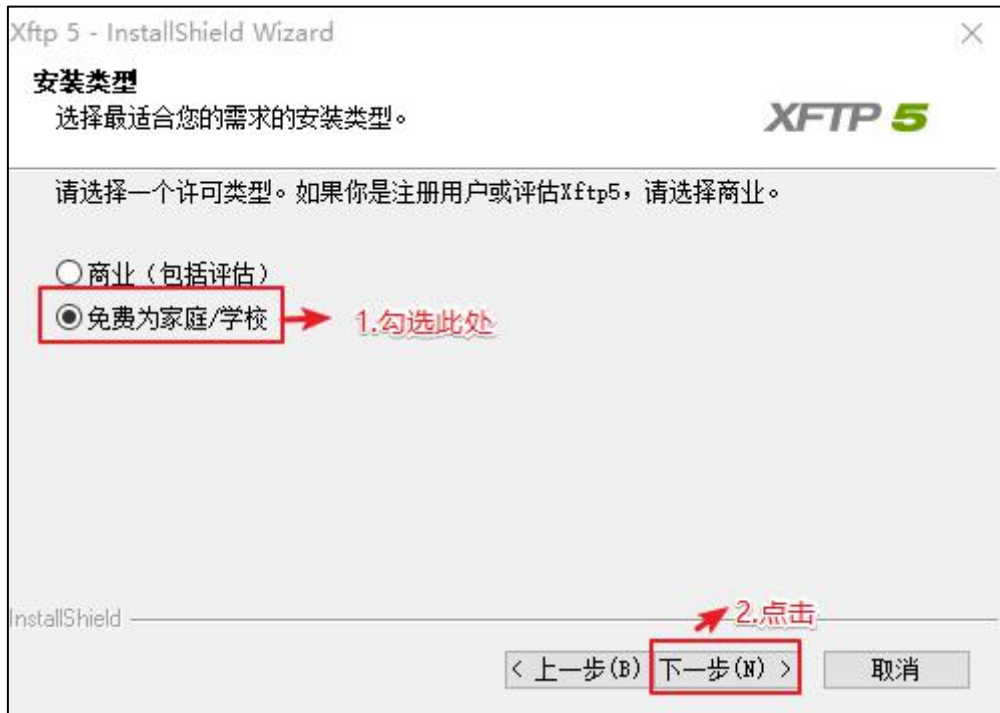 Xftp 5 - InstallShield Wizard
安装类型
选择最适合您的需求的安装类型。
XFTP 5
请选择一个许可类型。如果你是注册用户或评估Xftp5，请选择商业。
商业（包括评估）
免费为家庭/学校
1.勾选此处
InstallShield
2.点击
< 上一步(B)
下一步(N) >
取消